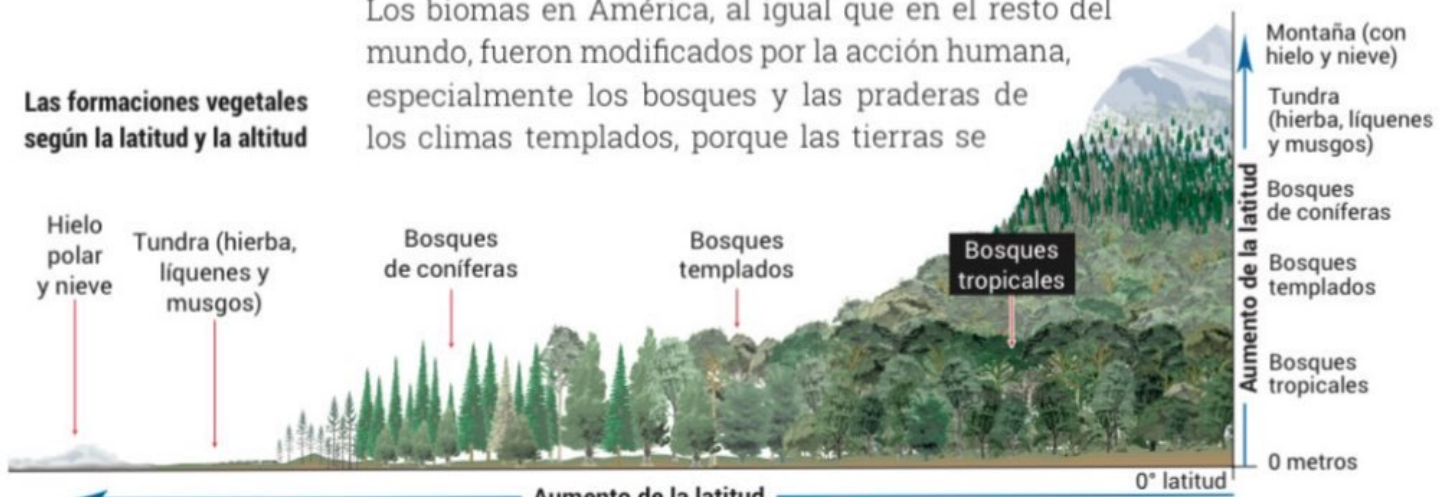 Los biomas en América, al igual que en el resto del
mundo, fueron modificados por la acción humana,
especialmente los bosques y las praderas de
los climas templados, porque las tierras se
Las formaciones vegetales
según la latitud y la altitud
Hielo
polar
y nieve
Tundra (hierba,
líquenes y
musgos)
Bosques
de coníferas
Bosques
templados
Bosques
tropicales
Montaña (con
hielo y nieve)
Tundra
(hierba, líquenes
y musgos)
Bosques
de coníferas
Bosques
templados
Bosques
tropicales
0 metros
Aumento de la latitud
0° latitud
Aumento de la latitud